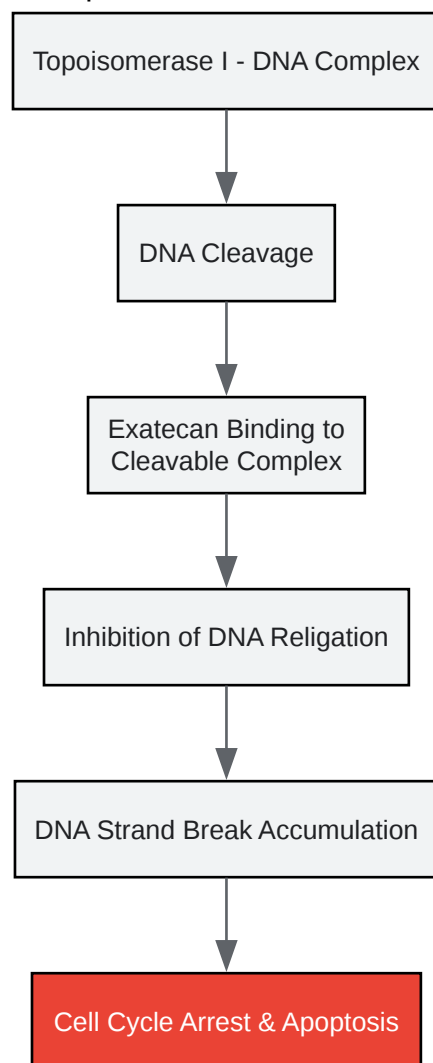 Topoisomerase I - DNA Complex
DNA Cleavage
Exatecan Binding to
Cleavable Complex
Inhibition of DNA Religation
DNA Strand Break Accumulation
Cell Cycle Arrest & Apoptosis